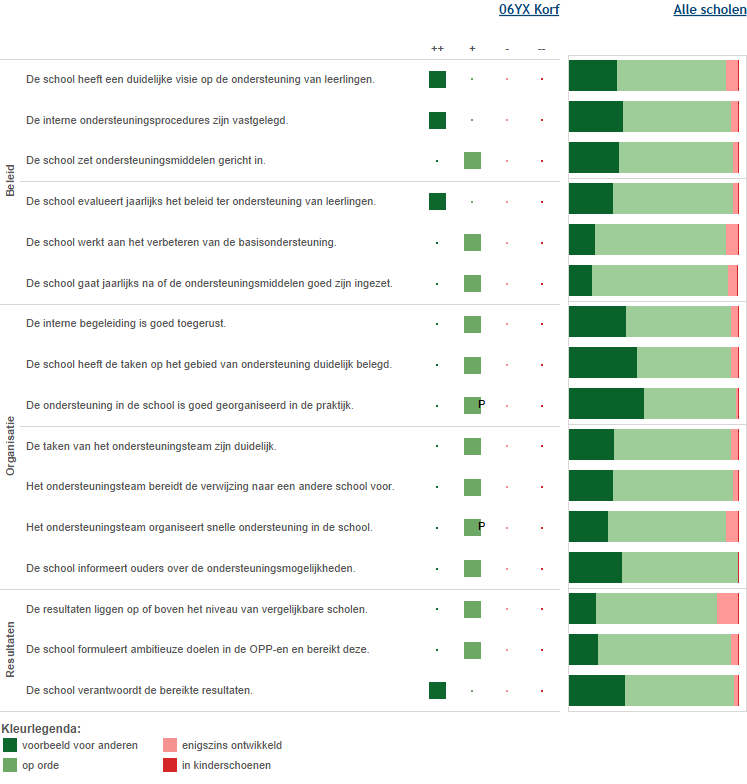 06YX Korf Alle scholen
++ + - --
Beleid
De school heeft een duidelijke visie op de ondersteuning van leerlingen.
De interne ondersteuningsprocedures zijn vastgelegd.
De school zet ondersteuningsmiddelen gericht in.
De school evalueert jaarlijks het beleid ter ondersteuning van leerlingen.
De school werkt aan het verbeteren van de basisondersteuning.
De school gaat jaarlijks na of de ondersteuningsmiddelen goed zijn ingezet.
Organisatie
De interne begeleiding is goed toegerust.
De school heeft de taken op het gebied van ondersteuning duidelijk belegd.
De ondersteuning in de school is goed georganiseerd in de praktijk. P
De taken van het ondersteuningsteam zijn duidelijk.
Het ondersteuningsteam bereidt de verwijzing naar een andere school voor.
Het ondersteuningsteam organiseert snelle ondersteuning in de school. P
De school informeert ouders over de ondersteuningsmogelijkheden.
Resultaten
De resultaten liggen op of boven het niveau van vergelijkbare scholen.
De school formuleert ambitieuze doelen in de OPP-en en bereikt deze.
De school verantwoordt de bereikte resultaten.
Kleurlegenda:
voorbeeld voor anderen enigszins ontwikkeld
op orde in kinderschoenen